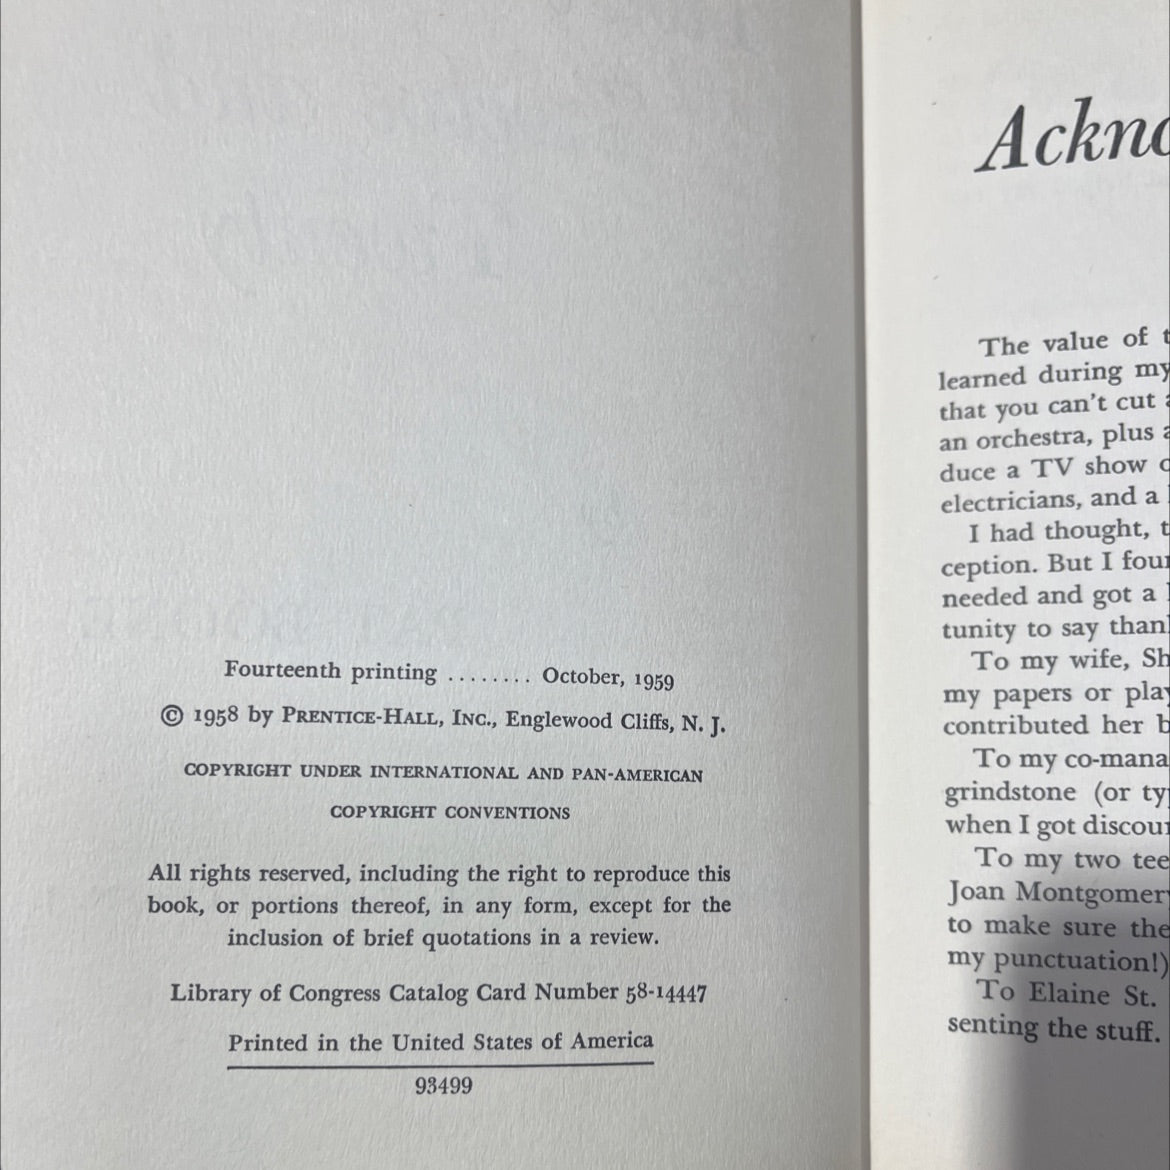 Fourteenth printing ........ October, 1959
© 1958 by PRENTICE-HALL, INC., Englewood Cliffs, N. J.
COPYRIGHT UNDER INTERNATIONAL AND PAN-AMERICAN
COPYRIGHT CONVENTIONS
All rights reserved, including the right to reproduce this
book, or portions thereof, in any form, except for the
inclusion of brief quotations in a review.
Library of Congress Catalog Card Number 58-14447
Printed in the United States of America
93499
Ackno
The value of t
learned during my
that you can't cut a
an orchestra, plus a
duce a TV show o
electricians, and a
I had thought, t
ception. But I four
needed and got a
tunity to say than
To my wife, Sh
my papers or play
contributed her b
To my co-mana
grindstone (or ty
when I got discour
To my two tee
Joan Montgomery
to make sure the
my punctuation!)
To Elaine St.
senting the stuff.